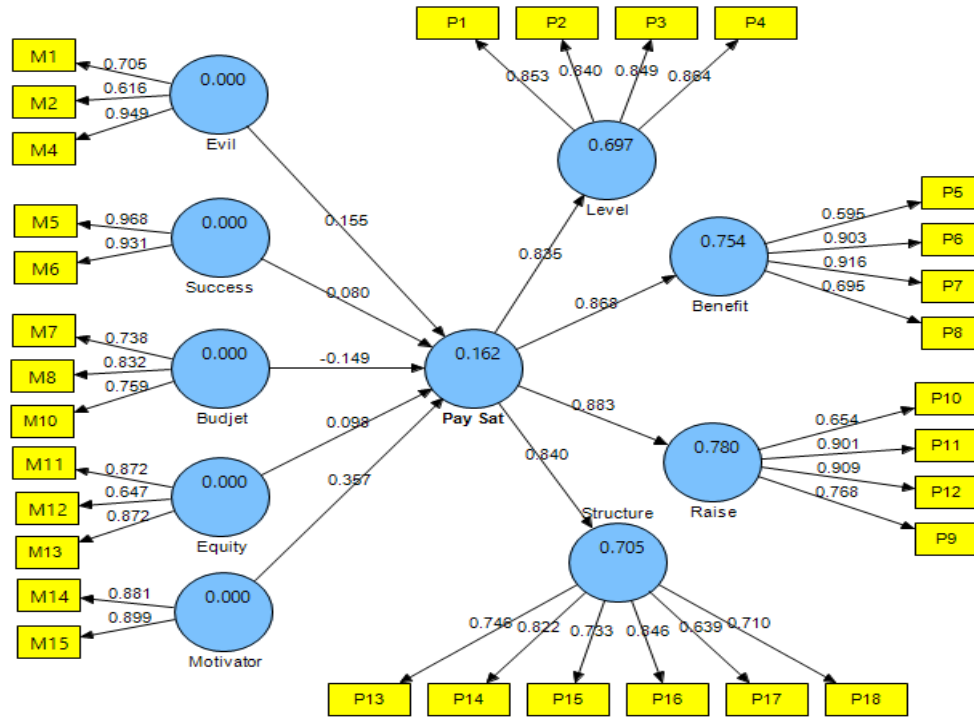 P1
P2
P3
P4
M1
M2
M4
0.705
0.616
0.949
0.000
Evil
0.853
0.840
0.849
0.864
0.697
Level
M5
M6
0.968
0.931
0.000
Success
0.155
0.080
0.835
0.754
Benefit
0.595
0.903
0.916
0.695
P5
P6
P7
P8
M7
M8
M10
0.738
0.832
0.759
0.000
Budjet
-0.149
0.162
Pay Sat
0.868
0.883
0.840
M11
M12
M13
0.872
0.647
0.872
0.000
Equity
0.098
0.357
0.780
Raise
0.654
0.901
0.909
0.768
P10
P11
P12
P9
M14
M15
0.881
0.899
0.000
Motivator
Structure
0.705
0.746
0.822
0.733
0.846
0.639
0.710
P13
P14
P15
P16
P17
P18